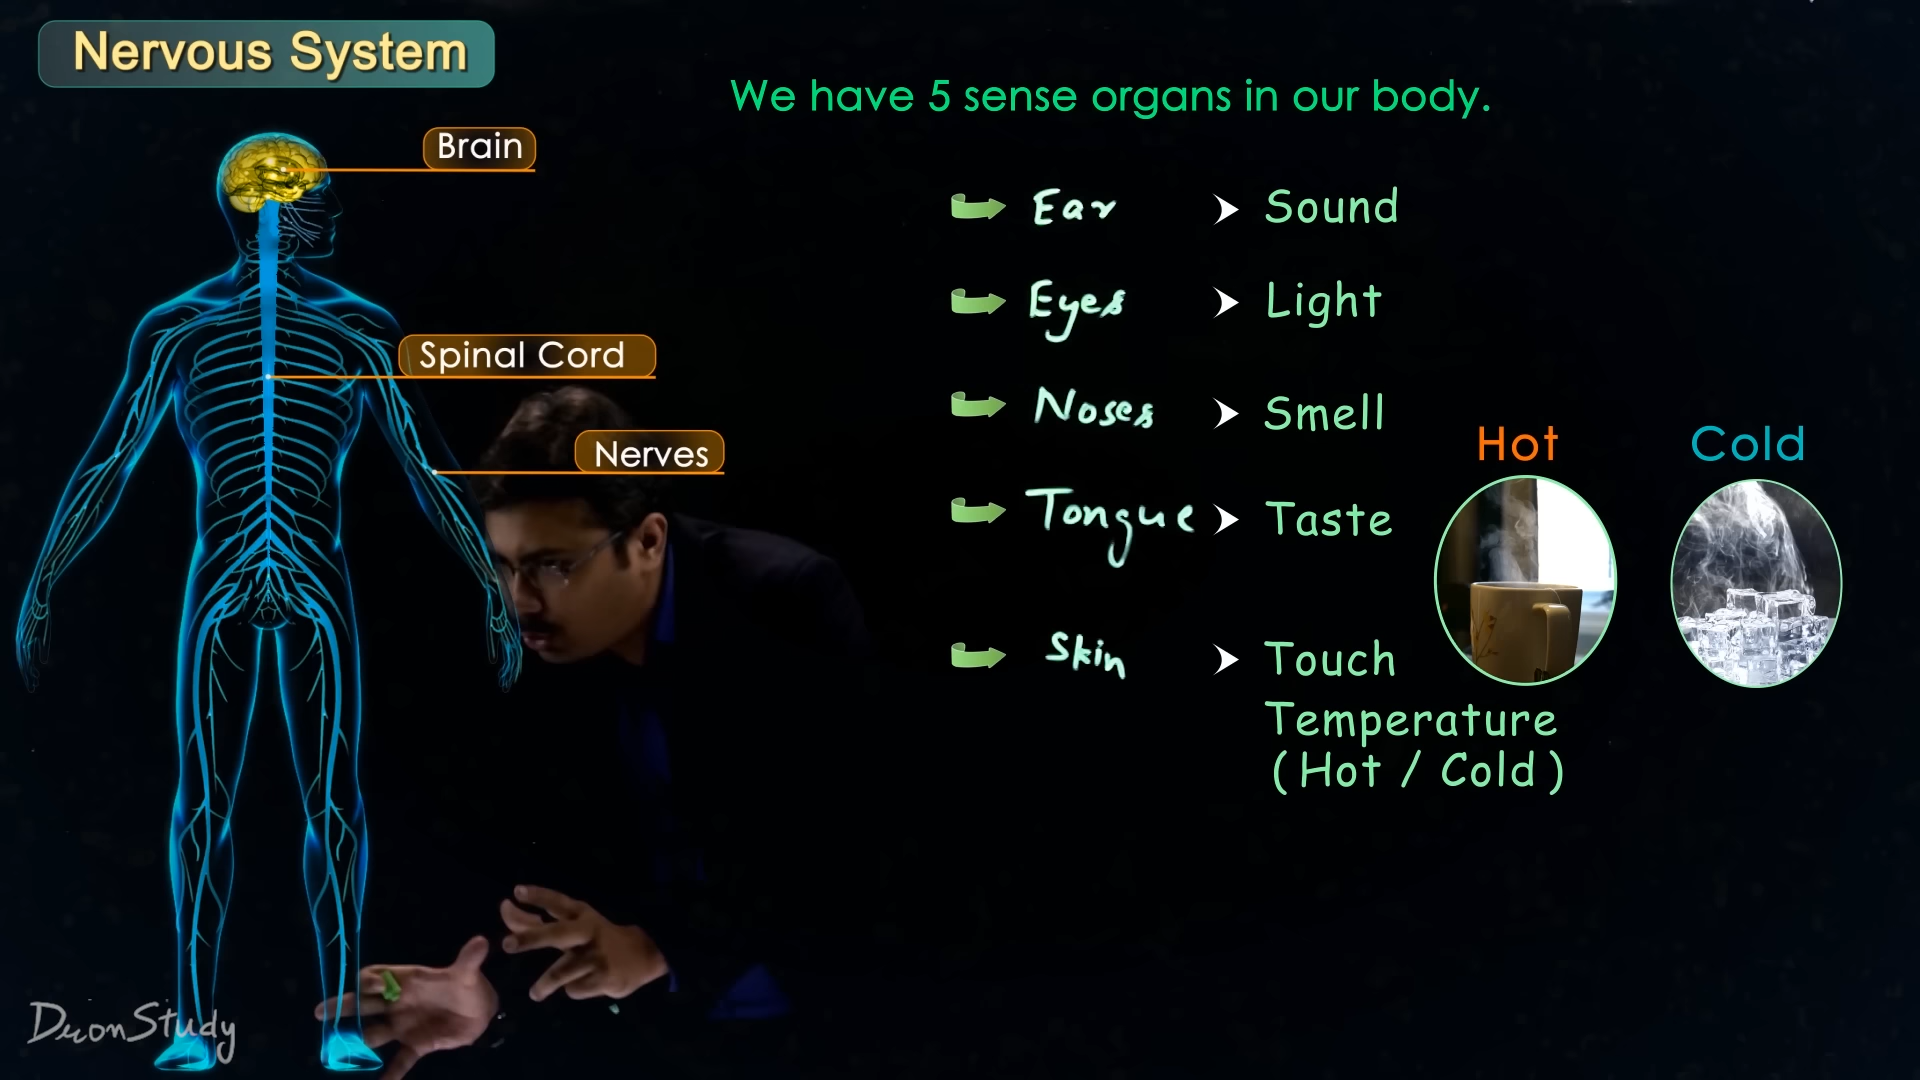 Nervous System
We have 5 sense organs in our body.
Brain
Spinal Cord
Nerves
Ear Sound
Eyes Light
Noses Smell
Tongue Taste
Skin Touch
Temperature
( Hot / Cold )
Hot Cold
DronStudy